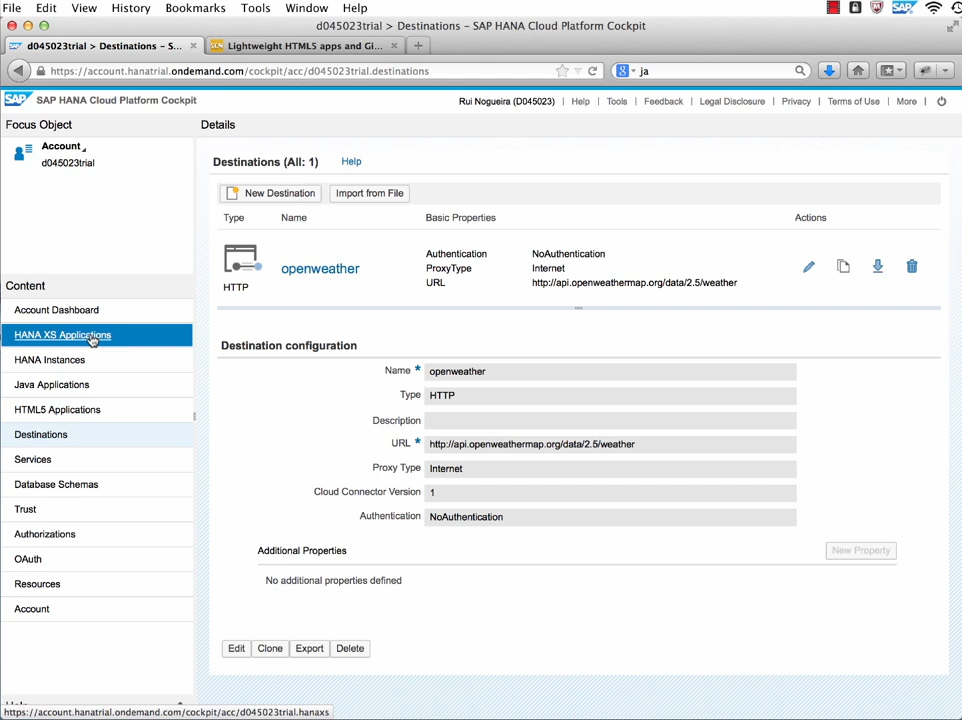 File Edit View History Bookmarks Tools Window Help SAP
d045023trial > Destinations – SAP HANA Cloud Platform Cockpit
SAP d045023trial > Destinations – S... × SCN Lightweight HTML5 apps and Gi... × +
https://account.hanatrial.ondemand.com/cockpit/acc/d045023trial.destinations 8 ja
SAP SAP HANA Cloud Platform Cockpit Rui Nogueira (D045023) | Help | Tools | Feedback | Legal Disclosure | Privacy | Terms of Use | More |
Focus Object Details
Account
d045023trial
Destinations (All: 1) Help
New Destination Import from File
Type Name Basic Properties Actions
HTTP openweather
Authentication NoAuthentication
ProxyType Internet
URL http://api.openweathermap.org/data/2.5/weather
Content
Account Dashboard
HANA XS Applications
HANA Instances
Java Applications
HTML5 Applications
Destinations
Services
Database Schemas
Trust
Authorizations
OAuth
Resources
Account
Destination configuration
Name * openweather
Type HTTP
Description
URL * http://api.openweathermap.org/data/2.5/weather
Proxy Type Internet
Cloud Connector Version 1
Authentication NoAuthentication
Additional Properties New Property
No additional properties defined
Edit Clone Export Delete
https://account.hanatrial.ondemand.com/cockpit/acc/d045023trial.hanaxs